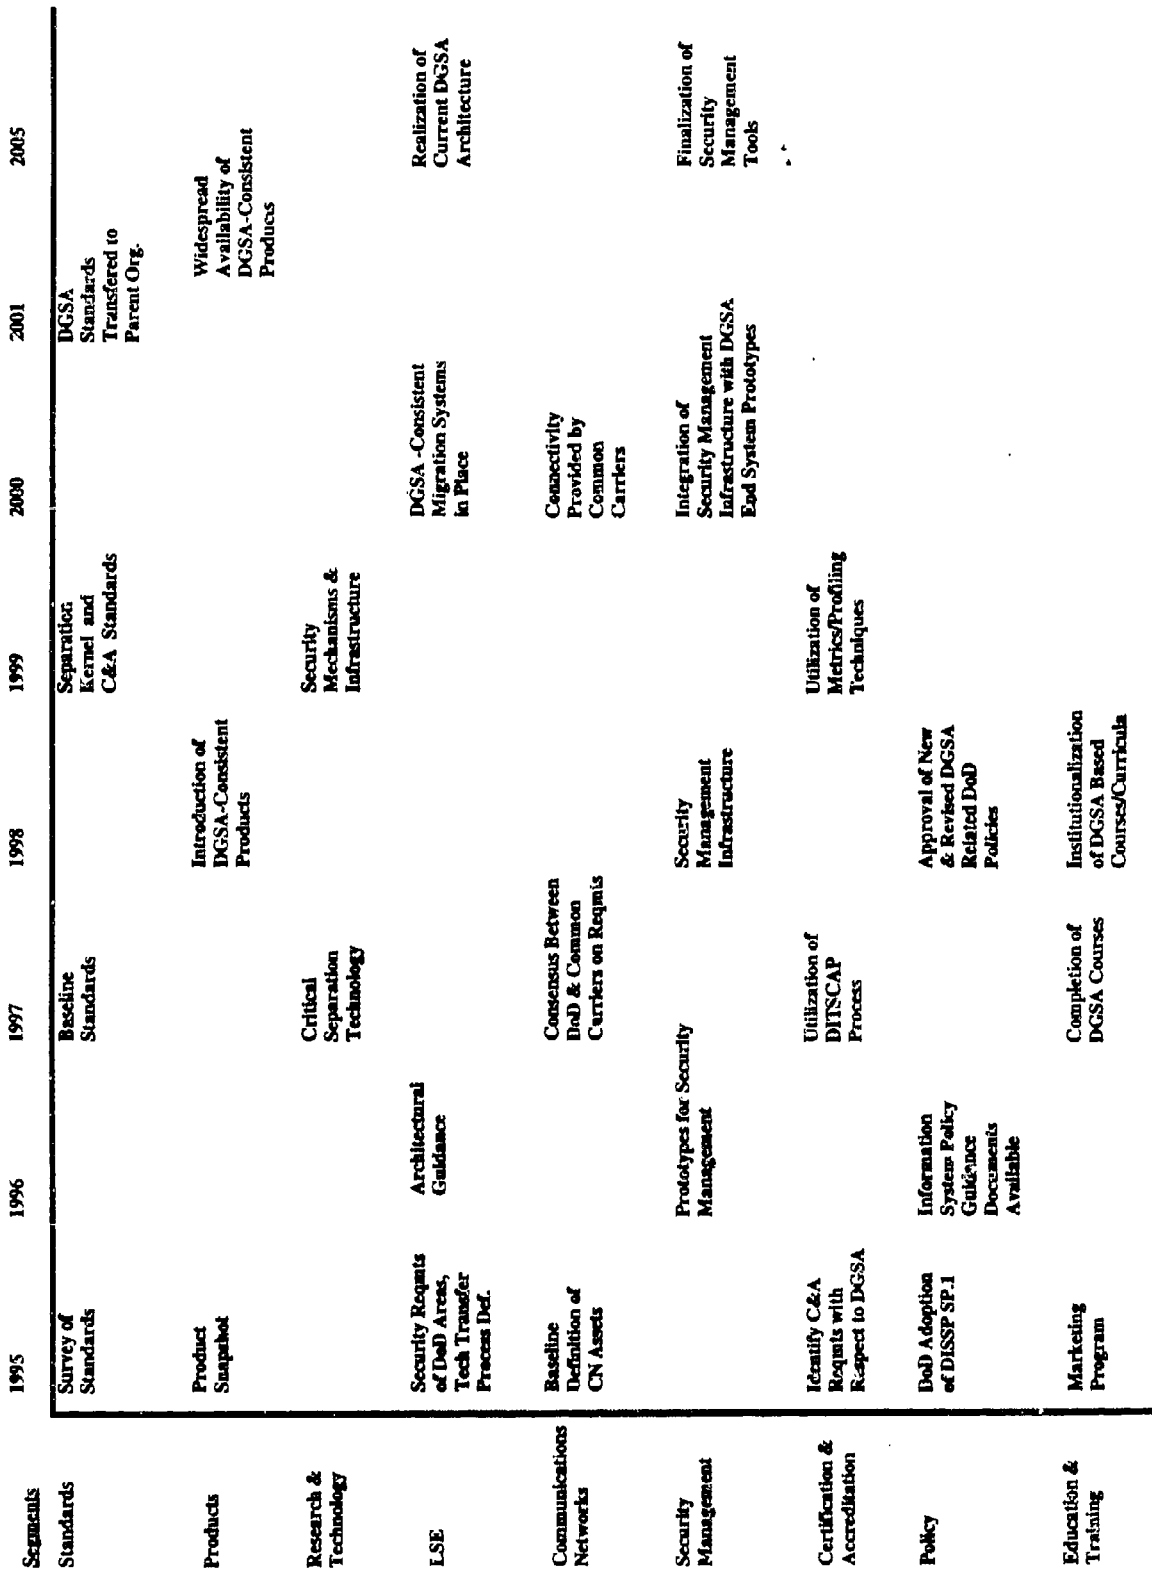 Segments
1995
1996
1997
1998
1999
2000
2001
2005
Standards
Survey of
Standards
Baseline
Standards
Separation
Kernel and
C&A Standards
DGSA
Standards
Transfered to
Parent Org.
Products
Product
Snapshot
Introduction of
DGSA-Consistent
Products
Widespread
Availability of
DGSA-Consistent
Products
Research &
Technology
Critical
Separation
Technology
Security
Mechanisms &
Infrastructure
LSE
Security Reqmts
of DoD Areas,
Tech Transfer
Process Def.
Architectural
Guidance
DGSA -Consistent
Migration Systems
in Place
Realization of
Current DGSA
Architecture
Communications
Networks
Baseline
Definition of
CN Assets
Consensus Between
DoD & Common
Carriers on Reqmts
Connectivity
Provided by
Common
Carriers
Security
Management
Prototypes for Security
Management
Security
Management
Infrastructure
Integration of
Security Management
Infrastructure with DGSA
End System Prototypes
Finalization of
Security
Management
Tools
Certification &
Accreditation
Identify C&A
Reqmts with
Respect to DGSA
Utilization of
DITSCAP
Process
Utilization of
Metrics/Profiling
Techniques
Policy
DoD Adoption
of DISSP SP.1
Information
System Policy
Guidance
Documents
Available
Approval of New
& Revised DGSA
Related DoD
Policies
Education &
Training
Marketing
Program
Completion of
DGSA Courses
Institutionalization
of DGSA Based
Courses/Curricula